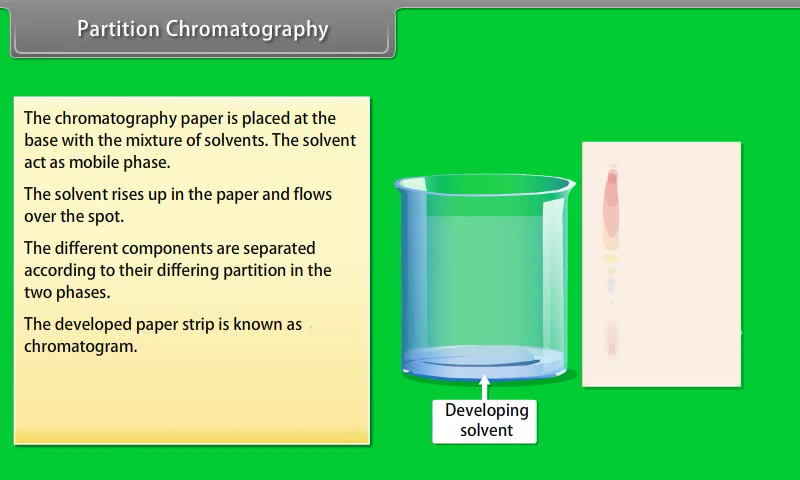 Partition Chromatography
The chromatography paper is placed at the
base with the mixture of solvents. The solvent
act as mobile phase.
The solvent rises up in the paper and flows
over the spot.
The different components are separated
according to their differing partition in the
two phases.
The developed paper strip is known as
chromatogram.
Developing
solvent